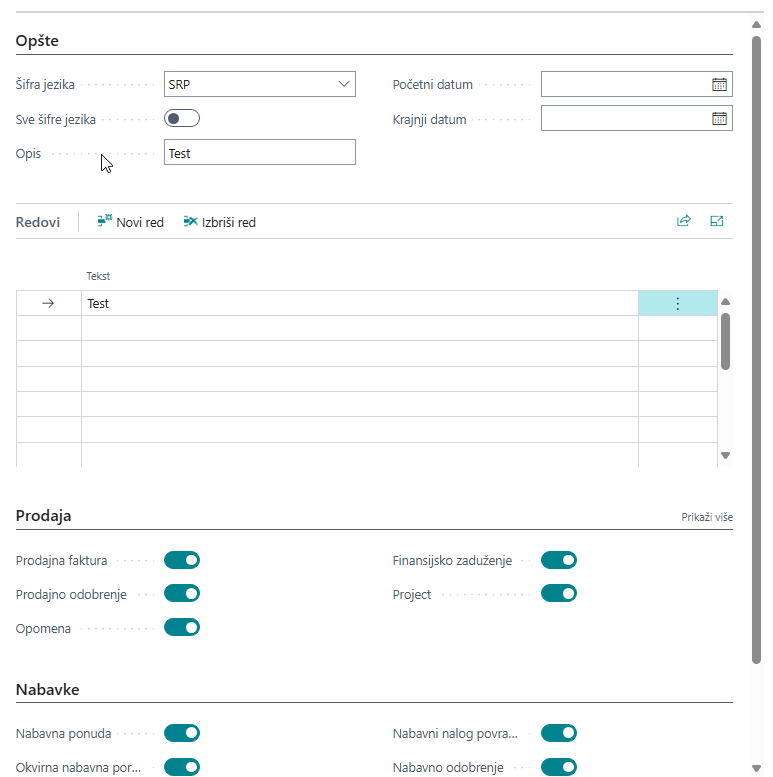 Opšte
Šifra jezika SRP Početni datum
Sve šifre jezika Krajnji datum
Opis Test
Redovi Novi red Izbriši red
Tekst
Test
Prodaja Prikaži više
Prodajna faktura Finansijsko zaduženje
Prodajno odobrenje Project
Opomena
Nabavke
Nabavna ponuda Nabavni nalog povra...
Okvirna nabavna por... Nabavno odobrenje